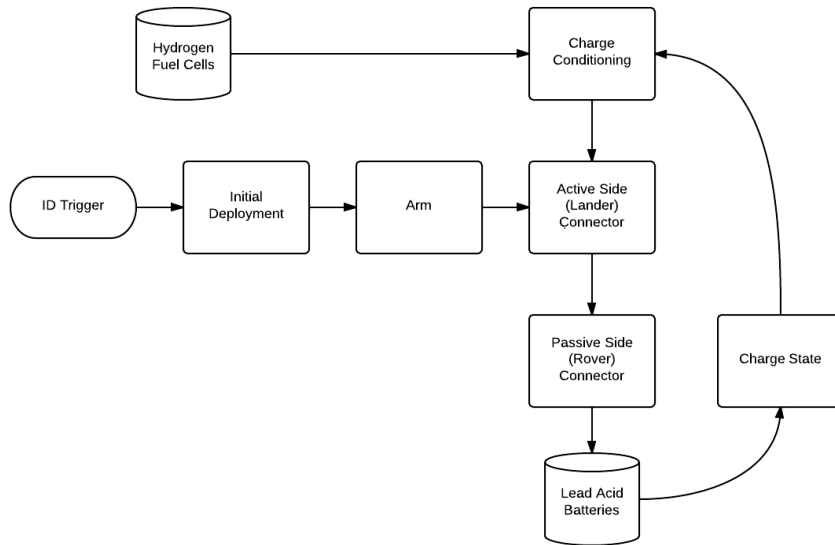 Hydrogen
Fuel Cells
Charge
Conditioning
ID Trigger
Initial
Deployment
Arm
Active Side
(Lander)
Connector
Passive Side
(Rover)
Connector
Charge State
Lead Acid
Batteries